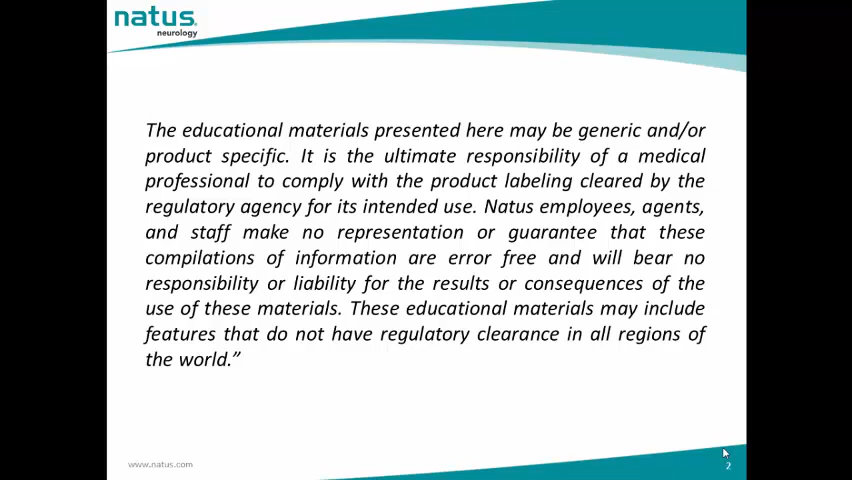 natus
neurology
The educational materials presented here may be generic and/or
product specific. It is the ultimate responsibility of a medical
professional to comply with the product labeling cleared by the
regulatory agency for its intended use. Natus employees, agents,
and staff make no representation or guarantee that these
compilations of information are error free and will bear no
responsibility or liability for the results or consequences of the
use of these materials. These educational materials may include
features that do not have regulatory clearance in all regions of
the world.”
www.natus.com
2